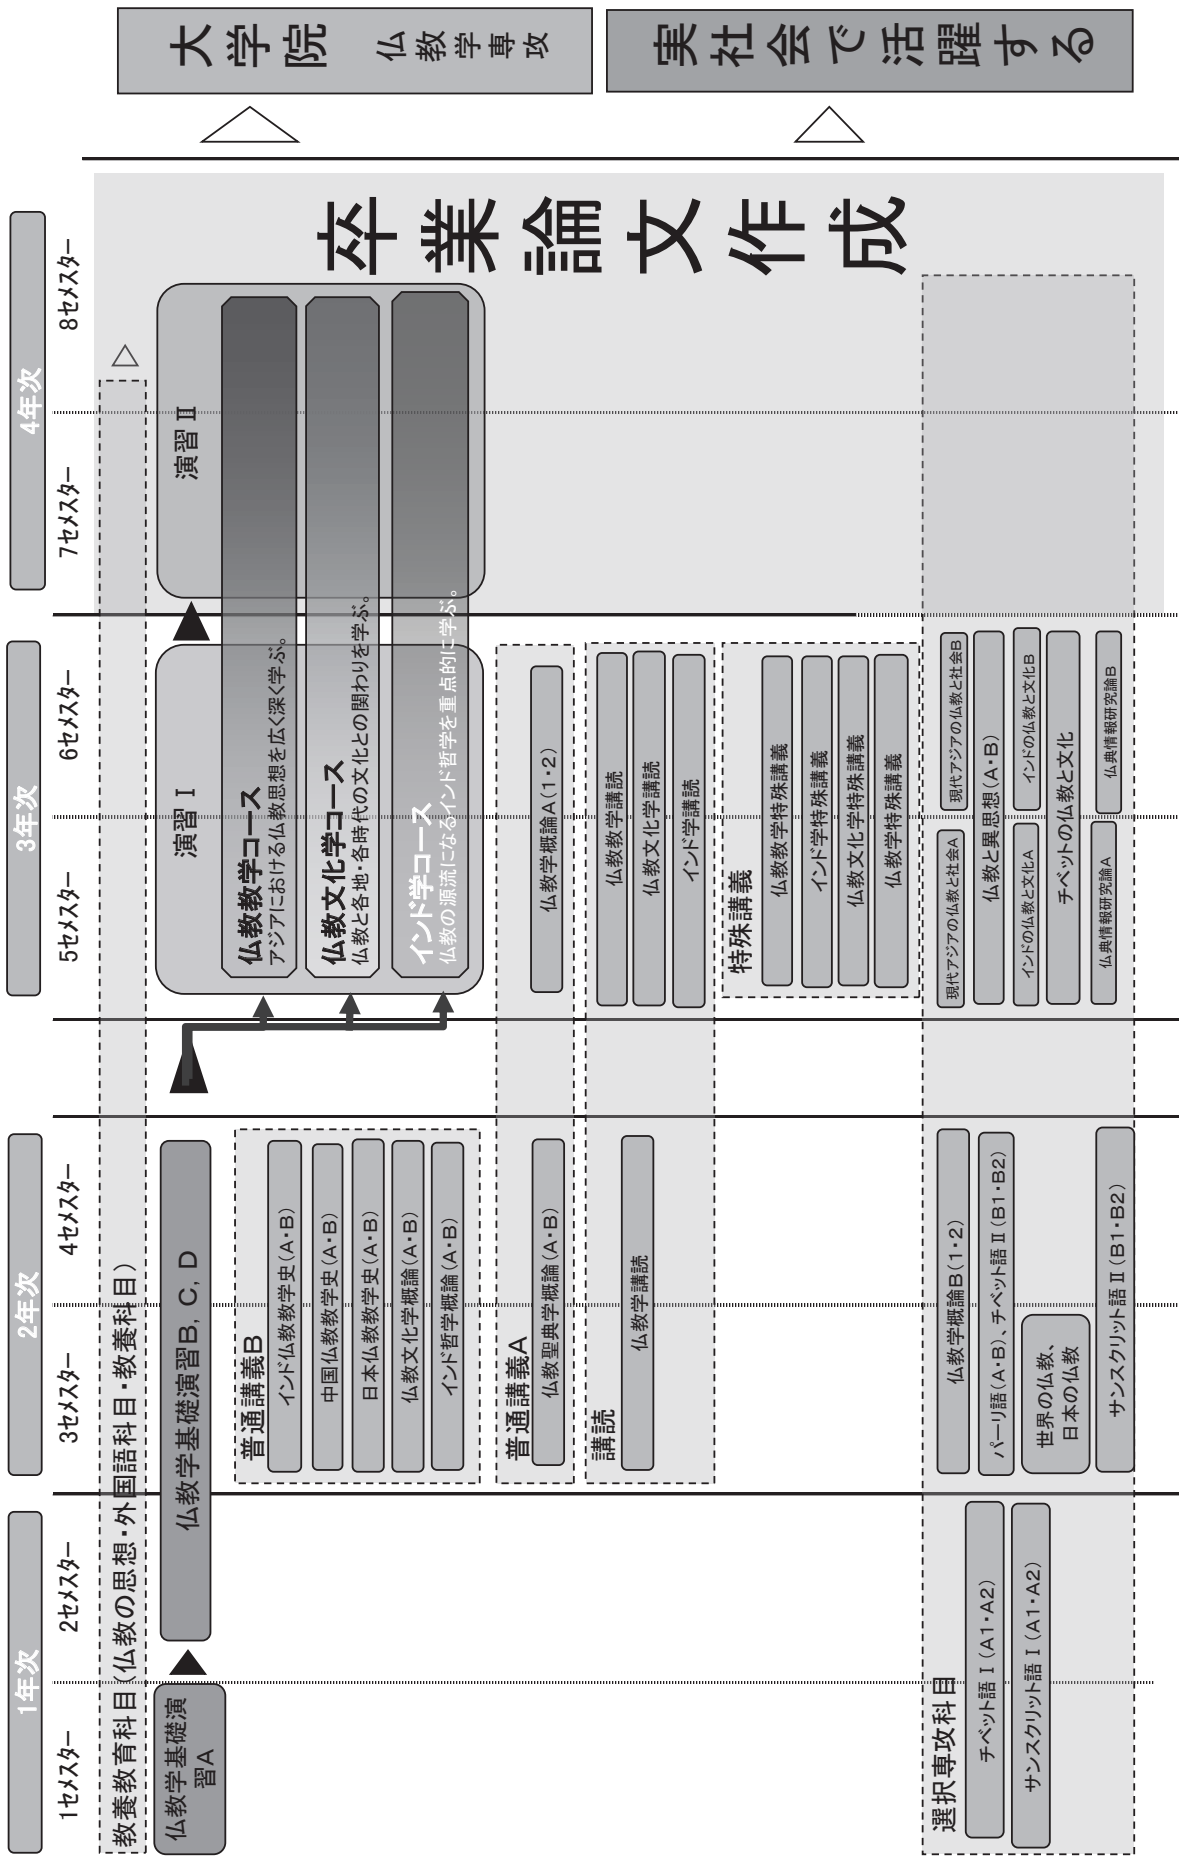 1年次
2年次
3年次
4年次
1セメスター
2セメスター
3セメスター
4セメスター
5セメスター
6セメスター
7セメスター
8セメスター
教養教育科目(仏教の思想・外国語科目・教養科目)
仏教学基礎演
習A
仏教学基礎演習B, C, D
演習Ⅰ
演習Ⅱ
仏教教学コース
アジアにおける仏教思想を広く深く学ぶ。
仏教文化学コース
仏教と各地・各時代の文化との関わりを学ぶ。
インド学コース
仏教の源流になるインド哲学を重点的に学ぶ。
普通講義B
インド仏教教学史(A・B)
中国仏教教学史(A・B)
日本仏教教学史(A・B)
仏教文化学概論(A・B)
インド哲学概論(A・B)
普通講義A
仏教聖典学概論(A・B)
仏教学概論A(1・2)
講読
仏教学講読
仏教教学講読
仏教文化学講読
インド学講読
特殊講義
仏教教学特殊講義
インド学特殊講義
仏教文化学特殊講義
仏教学特殊講義
選択専攻科目
チベット語Ⅰ(A1・A2)
サンスクリット語Ⅰ(A1・A2)
仏教学概論B(1・2)
パーリ語(A・B)、チベット語Ⅱ(B1・B2)
世界の仏教、
日本の仏教
サンスクリット語Ⅱ(B1・B2)
現代アジアの仏教と社会A
現代アジアの仏教と社会B
仏教と異思想(A・B)
インドの仏教と文化A
インドの仏教と文化B
チベットの仏教と文化
仏典情報研究論A
仏典情報研究論B
卒業論文作成
大学院 仏教学専攻
実社会で活躍する